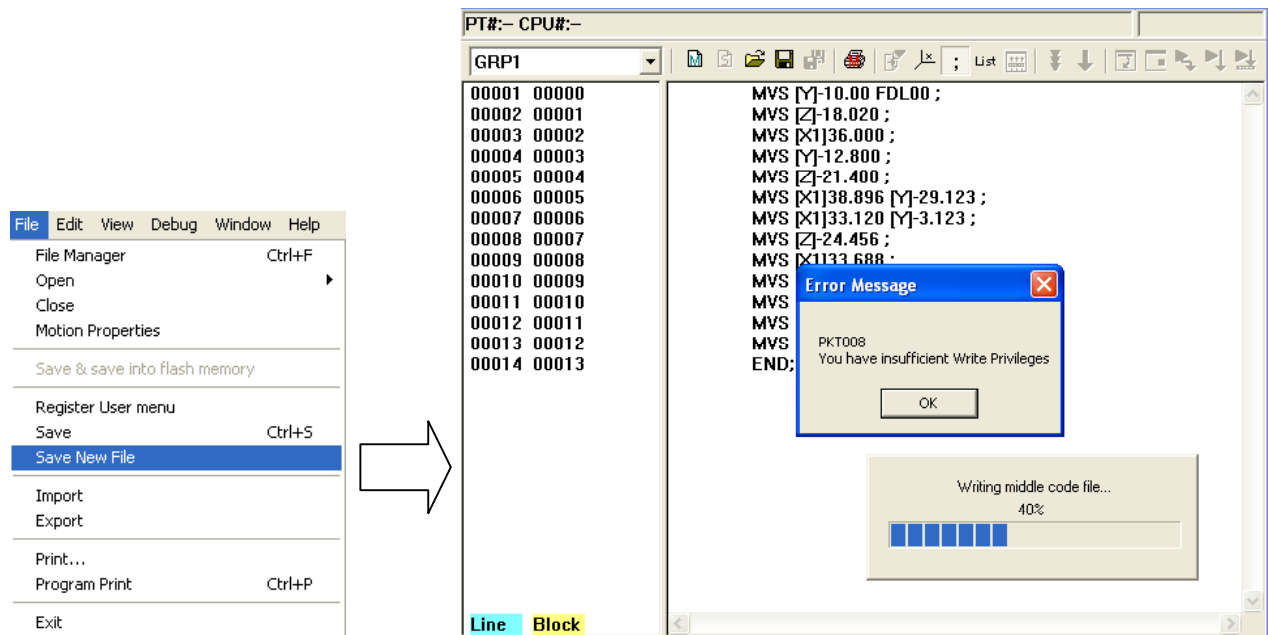 File Edit View Debug Window Help
File Manager Ctrl+F
Open
Close
Motion Properties
Save & save into flash memory
Register User menu
Save Ctrl+S
Save New File
Import
Export
Print...
Program Print Ctrl+P
Exit
PT#:– CPU#:–
GRP1
List
00001 00000 MVS [Y]-10.00 FDL00 ;
00002 00001 MVS [Z]-18.020 ;
00003 00002 MVS [X1]36.000 ;
00004 00003 MVS [Y]-12.800 ;
00005 00004 MVS [Z]-21.400 ;
00006 00005 MVS [X1]38.896 [Y]-29.123 ;
00007 00006 MVS [X1]33.120 [Y]-3.123 ;
00008 00007 MVS [Z]-24.456 ;
00009 00008 MVS [X1]33.688 ;
00010 00009 MVS
00011 00010 MVS
00012 00011 MVS
00013 00012 MVS
00014 00013 END;
Error Message
PKT008
You have insufficient Write Privileges
OK
Writing middle code file...
40%
Line Block